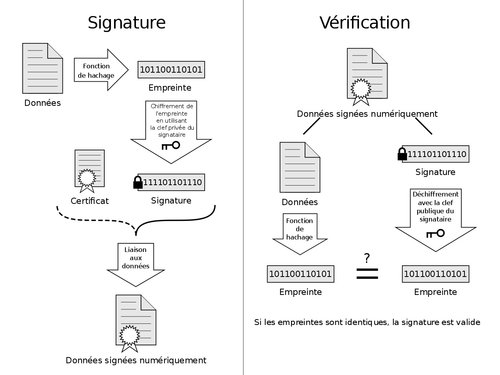 Signature
Données
Fonction
de hachage
101100110101
Empreinte
Chiffrement de
l'empreinte
en utilisant
la clef privée du
signataire
Certificat
111101101110
Signature
Liaison
aux
données
Données signées numériquement
Vérification
Données signées numériquement
Données
111101101110
Signature
Fonction
de
hachage
Déchiffrement
avec la clef
publique du
signataire
101100110101
Empreinte
?
=
101100110101
Empreinte
Si les empreintes sont identiques, la signature est valide